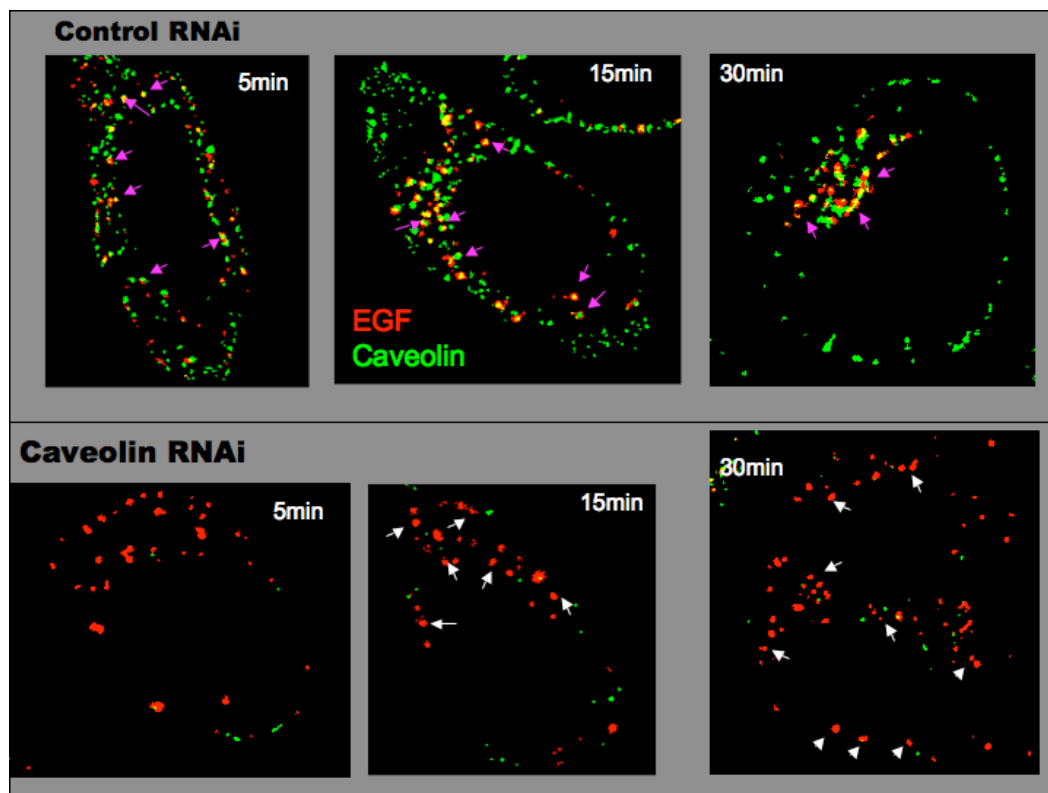 Control RNAi
5min
15min
30min
EGF
Caveolin
Caveolin RNAi
5min
15min
30min